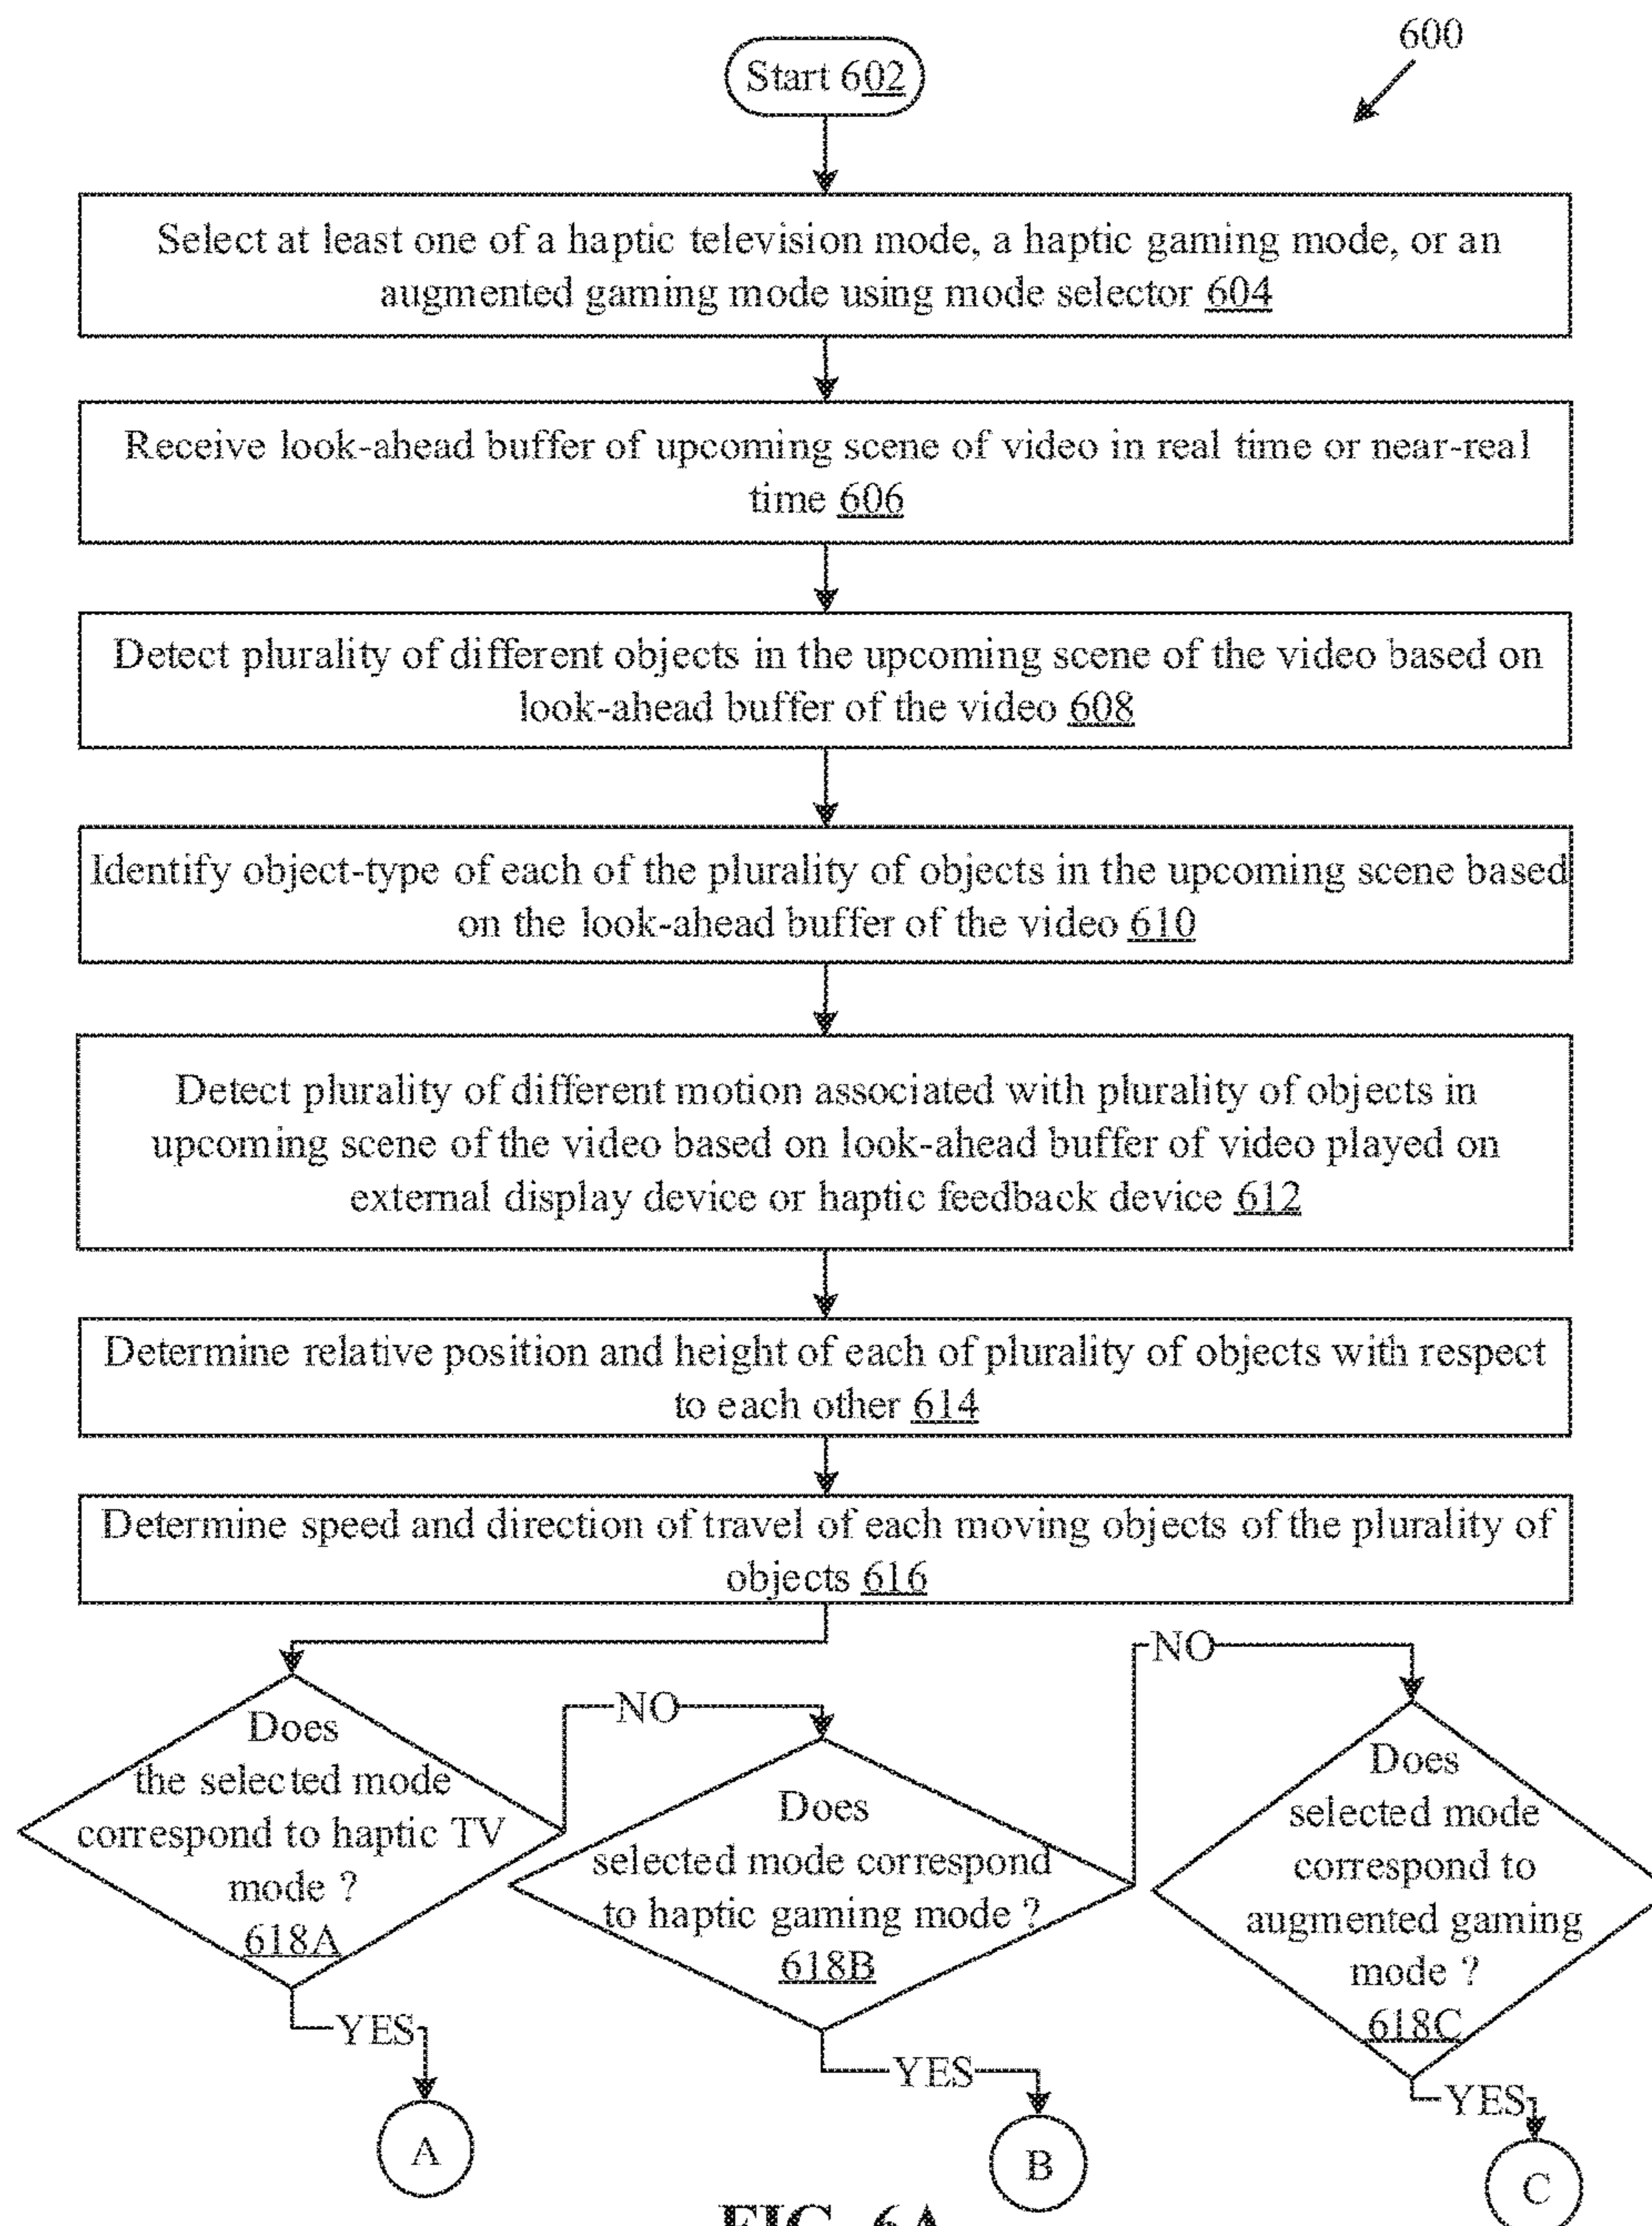 600
Start 602
Select at least one of a haptic television mode, a haptic gaming mode, or an
augmented gaming mode using mode selector 604
Receive look-ahead buffer of upcoming scene of video in real time or near-real
time 606
Detect plurality of different objects in the upcoming scene of the video based on
look-ahead buffer of the video 608
Identify object-type of each of the plurality of objects in the upcoming scene based
on the look-ahead buffer of the video 610
Detect plurality of different motion associated with plurality of objects in
upcoming scene of the video based on look-ahead buffer of video played on
external display device or haptic feedback device 612
Determine relative position and height of each of plurality of objects with respect
to each other 614
Determine speed and direction of travel of each moving objects of the plurality of
objects 616
Does
the selected mode
correspond to haptic TV
mode ?
618A
NO
Does
selected mode correspond
to haptic gaming mode ?
618B
NO
Does
selected mode
correspond to
augmented gaming
mode ?
618C
YES
YES
YES
A
B
C
FIG. 6A